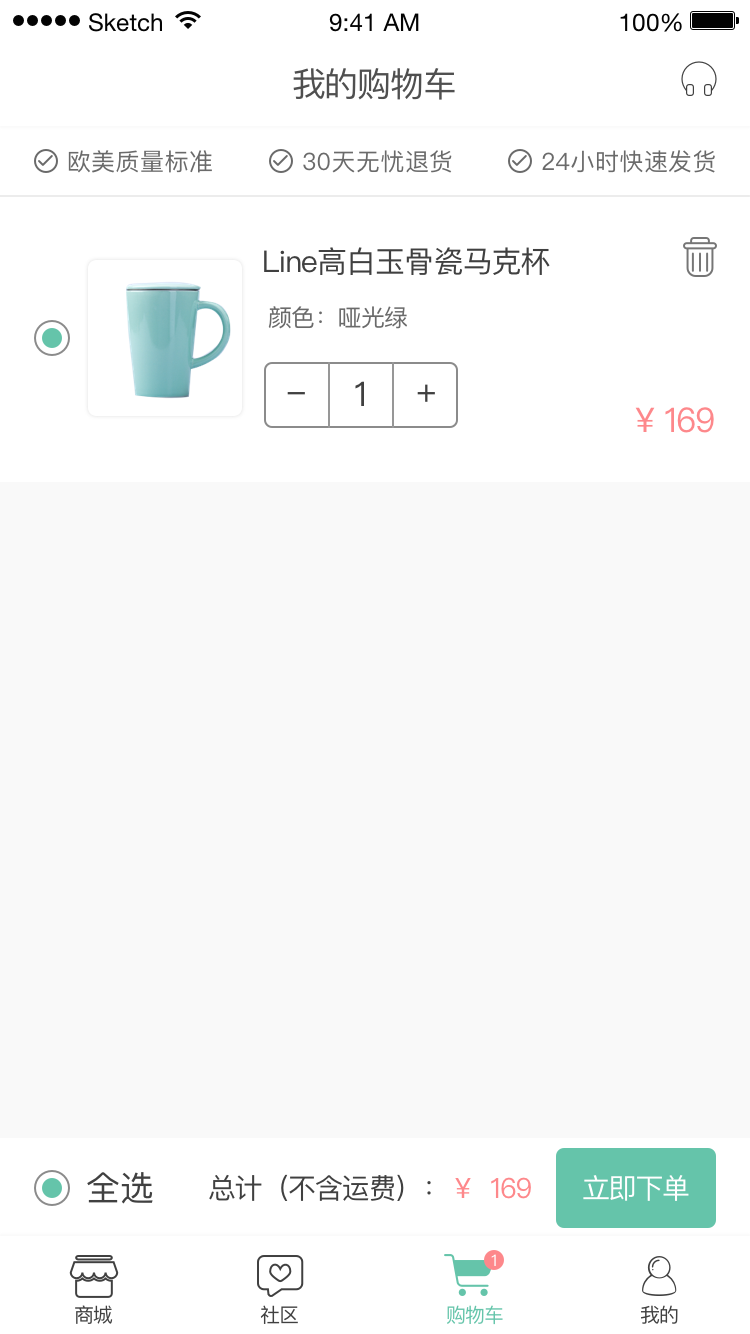 Sketch 9:41 AM 100%
我的购物车
欧美质量标准 30天无忧退货 24小时快速发货
Line高白玉骨瓷马克杯
颜色：哑光绿
− 1 +
¥ 169
全选 总计（不含运费）： ¥ 169 立即下单
1
商城 社区 购物车 我的